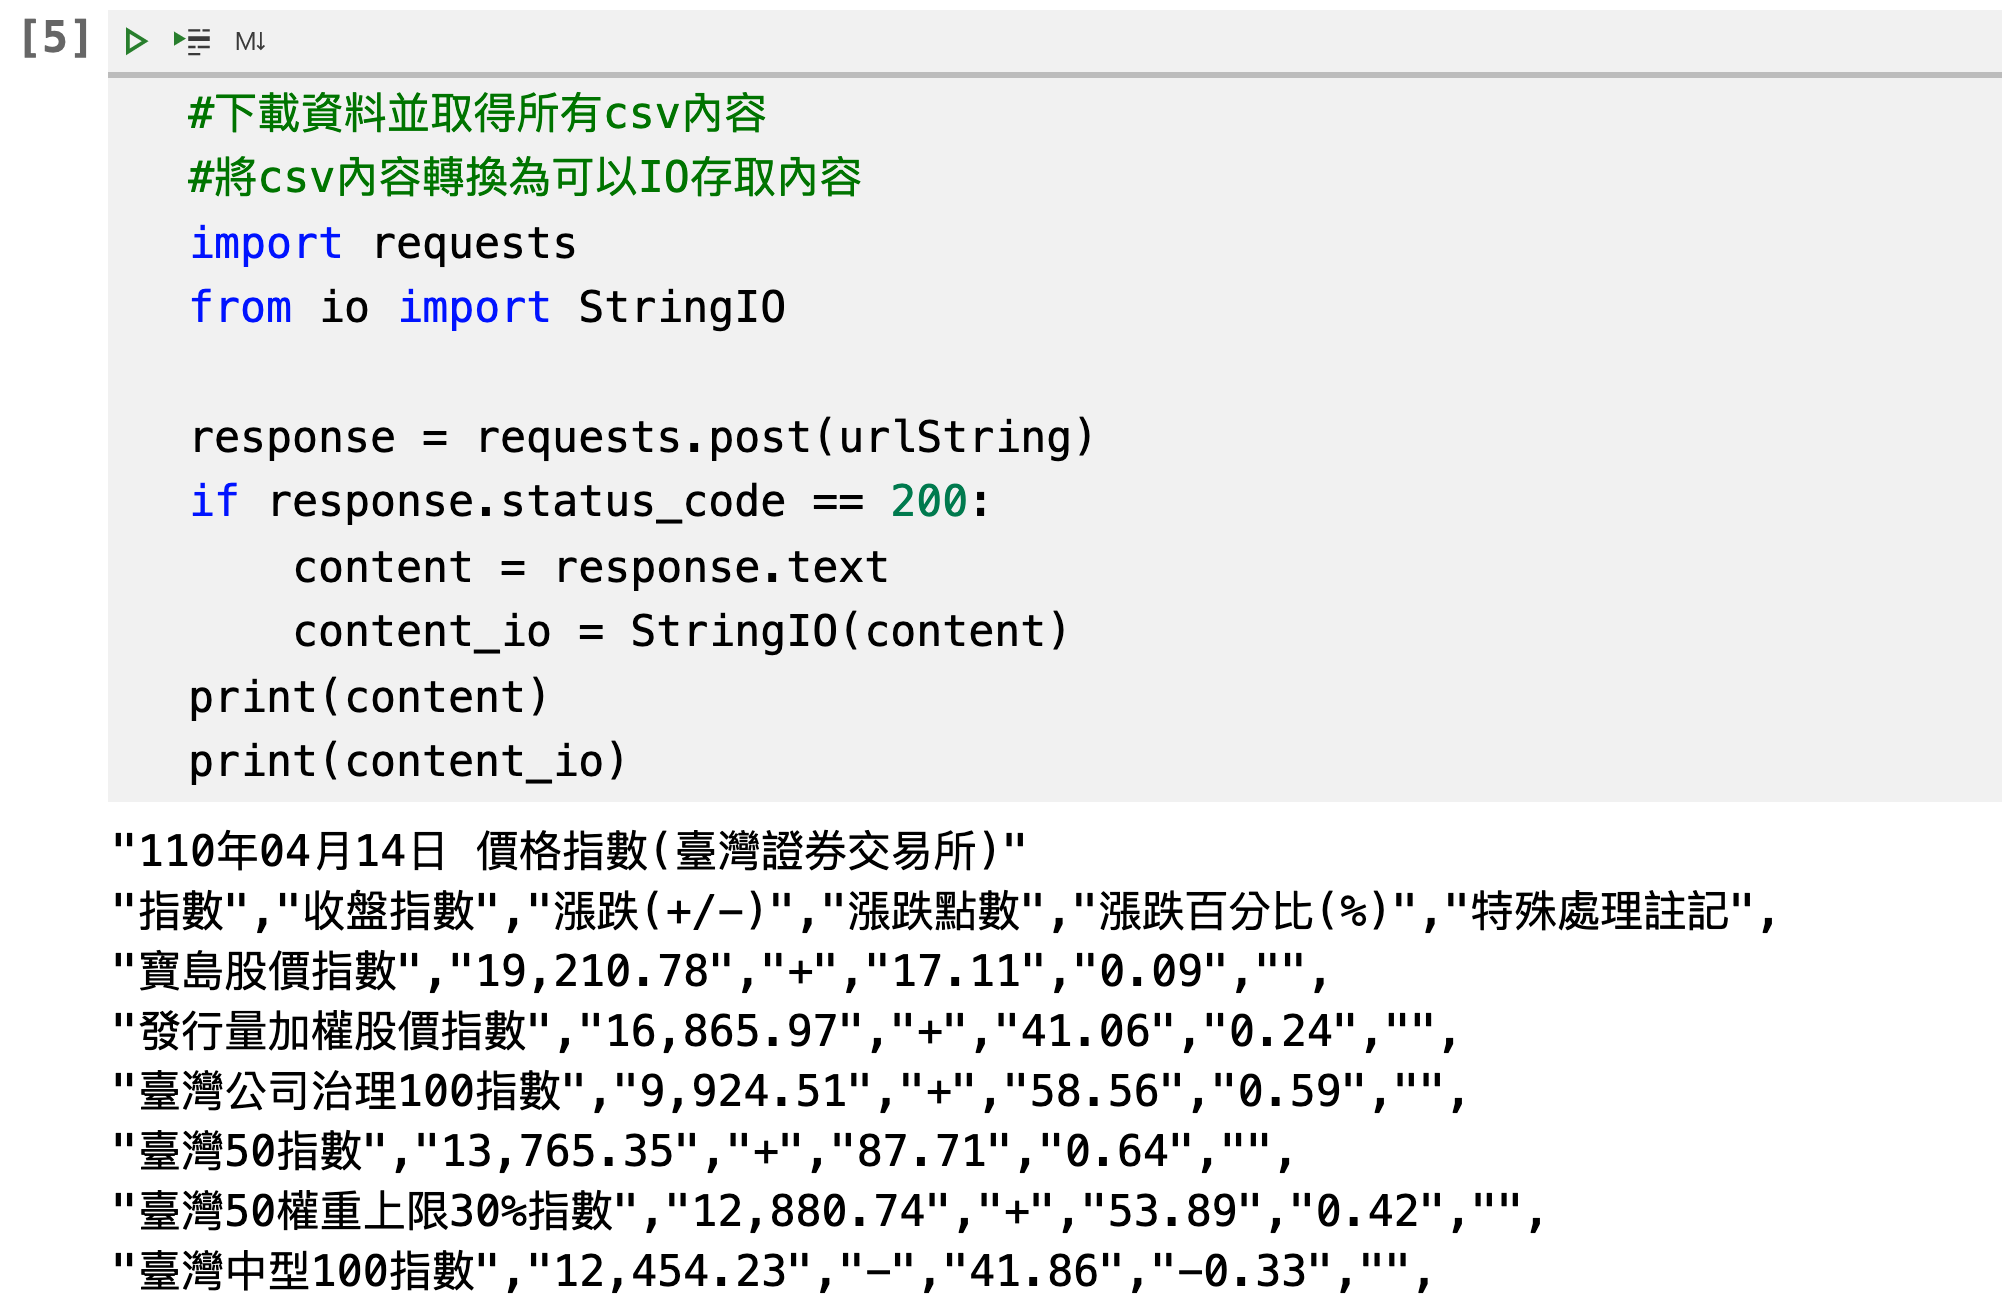 [5]
M↓
#下載資料並取得所有csv內容
#將csv內容轉換為可以IO存取內容
import requests
from io import StringIO
response = requests.post(urlString)
if response.status_code == 200:
    content = response.text
    content_io = StringIO(content)
print(content)
print(content_io)
"110年04月14日 價格指數(臺灣證券交易所)"
"指數","收盤指數","漲跌(+/-)","漲跌點數","漲跌百分比(%)","特殊處理註記",
"寶島股價指數","19,210.78","+","17.11","0.09","",
"發行量加權股價指數","16,865.97","+","41.06","0.24","",
"臺灣公司治理100指數","9,924.51","+","58.56","0.59","",
"臺灣50指數","13,765.35","+","87.71","0.64","",
"臺灣50權重上限30%指數","12,880.74","+","53.89","0.42","",
"臺灣中型100指數","12,454.23","-","41.86","-0.33","",